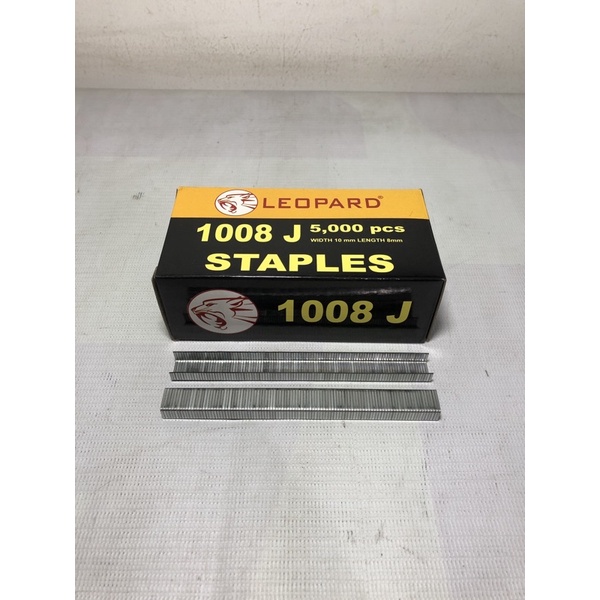 LEOPARD®
1008 J 5,000 pcs
WIDTH 10 mm LENGTH 8mm
STAPLES
1008 J